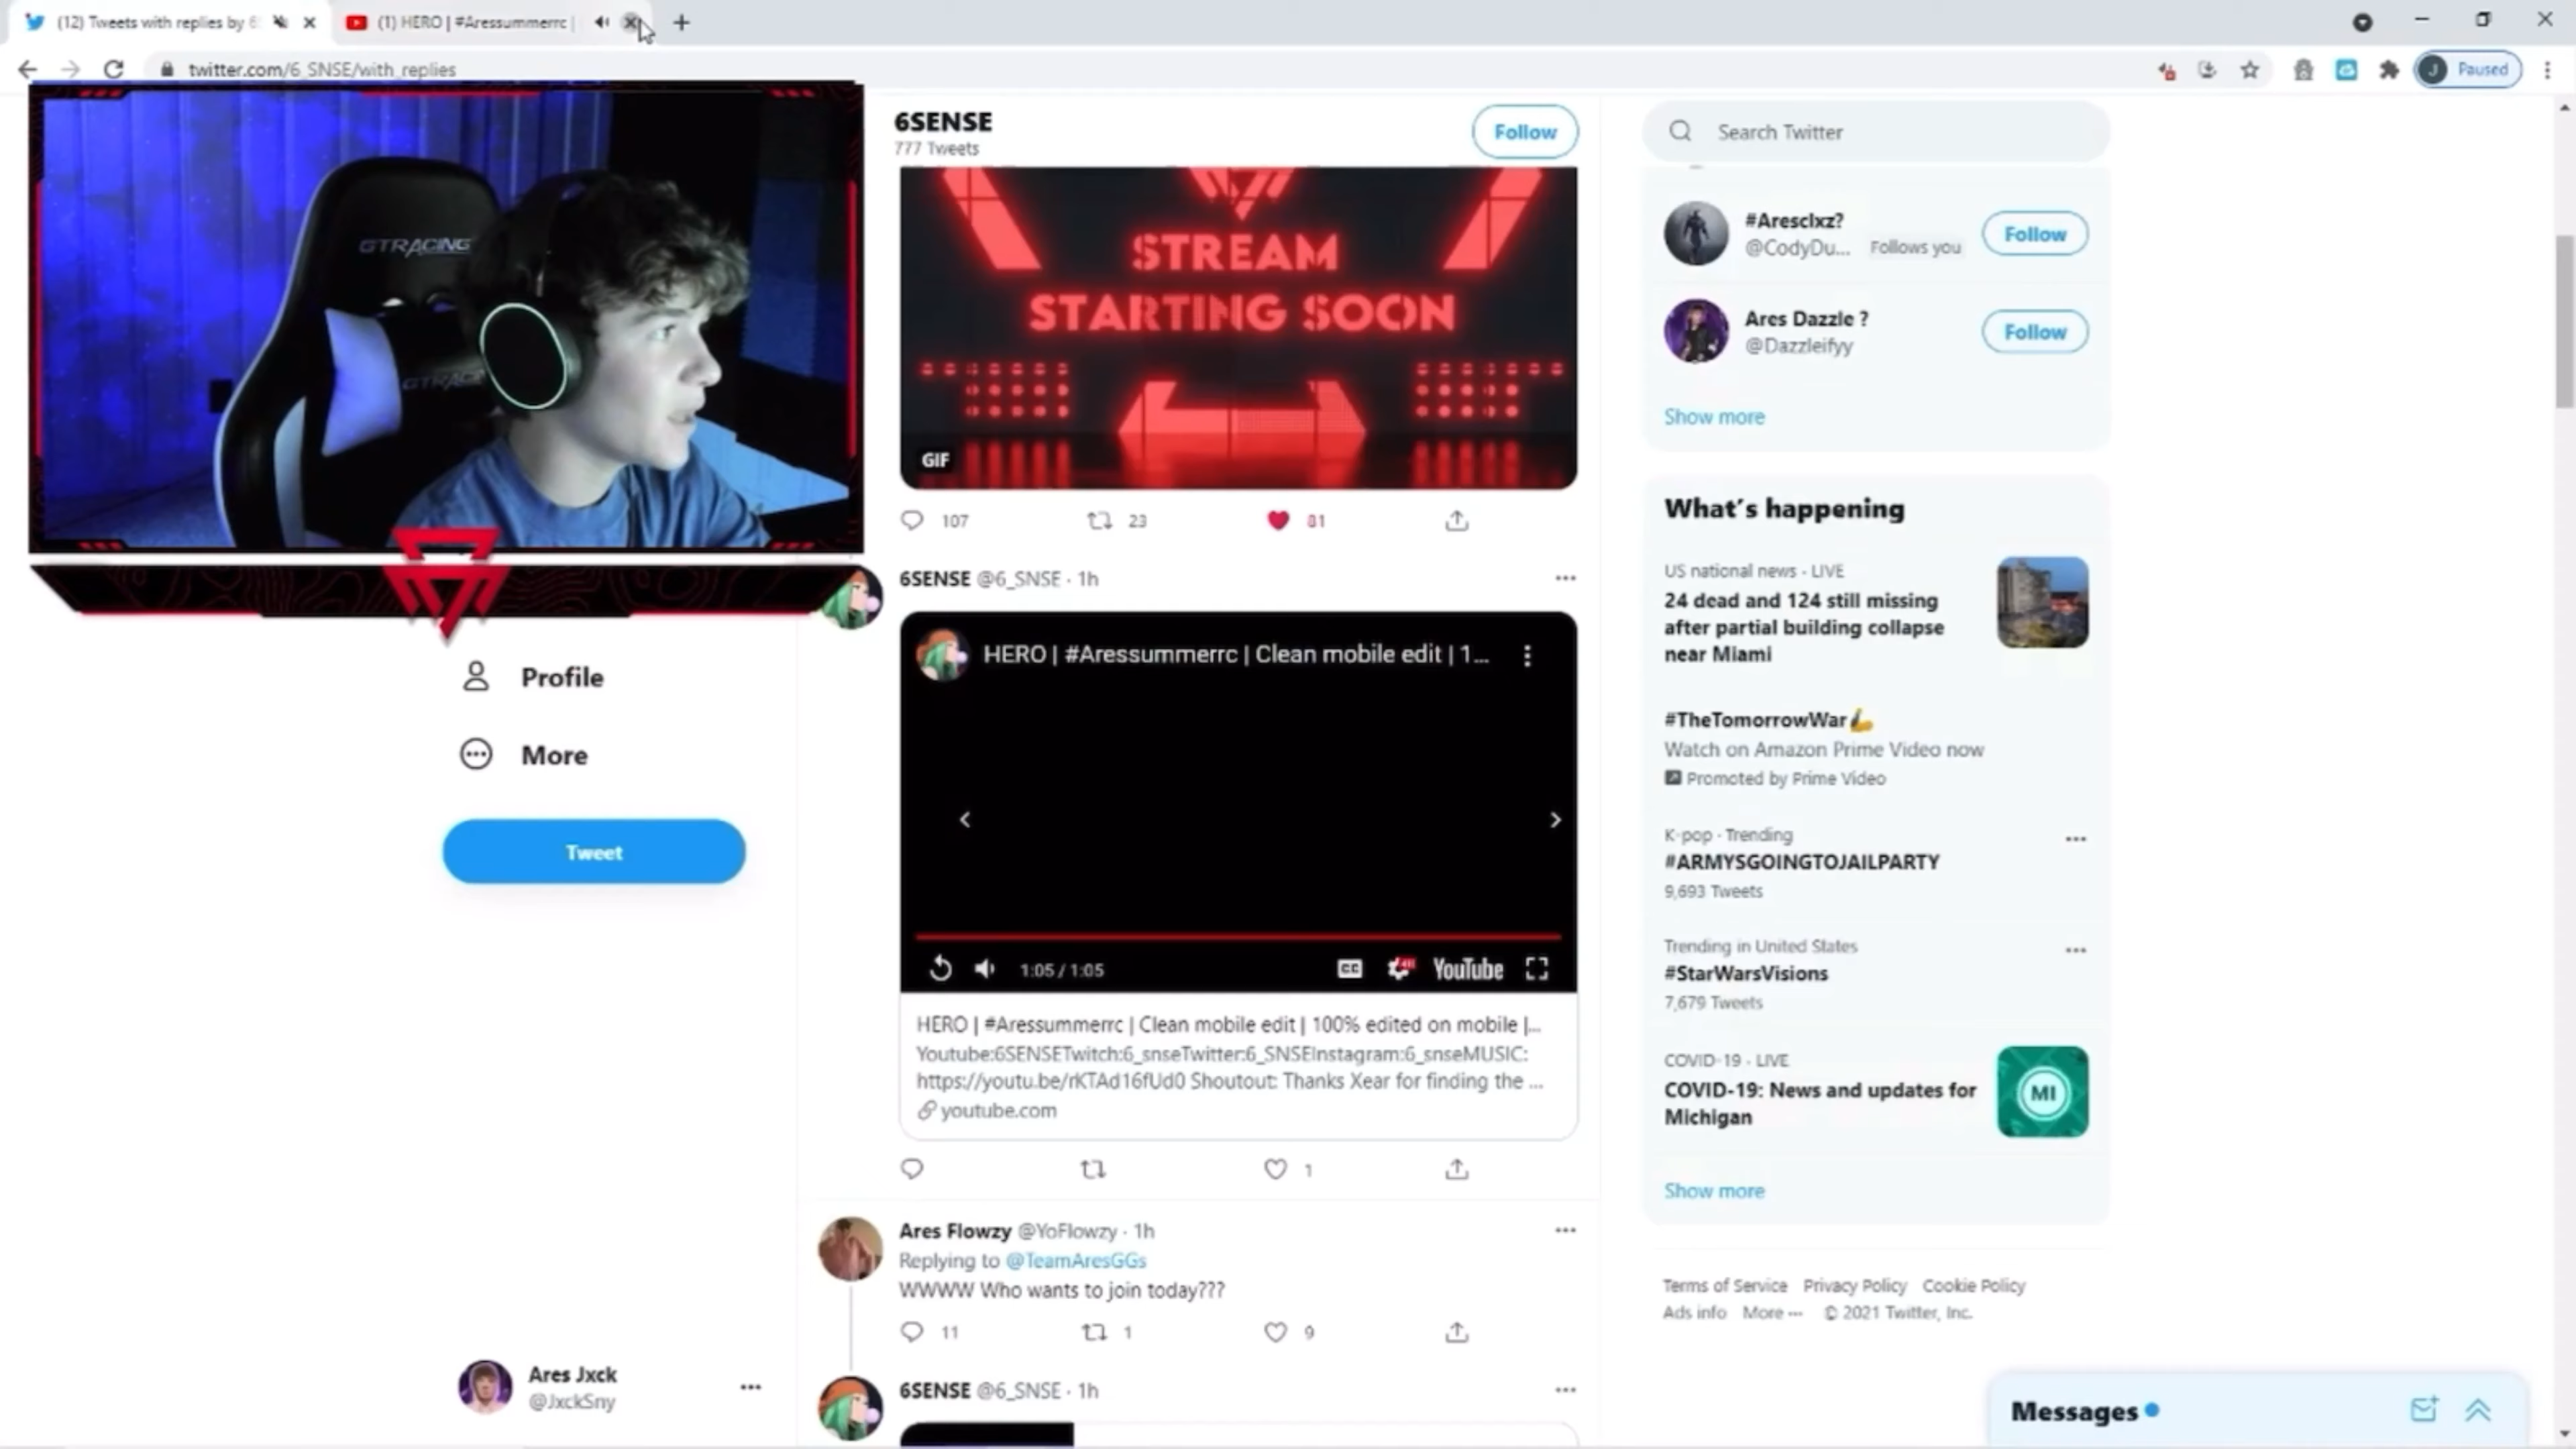 (12) Tweets with replies by 6
(1) HERO | #Aressummerrc |
twitter.com/6_SNSE/with_replies
J Paused
GTRACING
6SENSE
777 Tweets
Follow
STREAM
STARTING SOON
GIF
107 23 81
6SENSE @6_SNSE · 1h
HERO | #Aressummerrc | Clean mobile edit | 1...
1:05 / 1:05
CC
YouTube
HERO | #Aressummerrc | Clean mobile edit | 100% edited on mobile |...
Youtube:6SENSETwitch:6_snseTwitter:6_SNSEInstagram:6_snseMUSIC:
https://youtu.be/rKTAd16fUd0 Shoutout: Thanks Xear for finding the ...
youtube.com
1
Ares Flowzy @YoFlowzy · 1h
Replying to @TeamAresGGs
WWWW Who wants to join today???
11 1 9
6SENSE @6_SNSE · 1h
Profile
More
Tweet
Ares Jxck
@JxckSny
Search Twitter
#Aresclxz?
@CodyDu... Follows you
Follow
Ares Dazzle ?
@Dazzleifyy
Follow
Show more
What's happening
US national news · LIVE
24 dead and 124 still missing
after partial building collapse
near Miami
#TheTomorrowWar
Watch on Amazon Prime Video now
Promoted by Prime Video
K-pop · Trending
#ARMYSGOINGTOJAILPARTY
9,693 Tweets
Trending in United States
#StarWarsVisions
7,679 Tweets
COVID-19 · LIVE
COVID-19: News and updates for
Michigan
MI
Show more
Terms of Service Privacy Policy Cookie Policy
Ads info More ··· © 2021 Twitter, Inc.
Messages